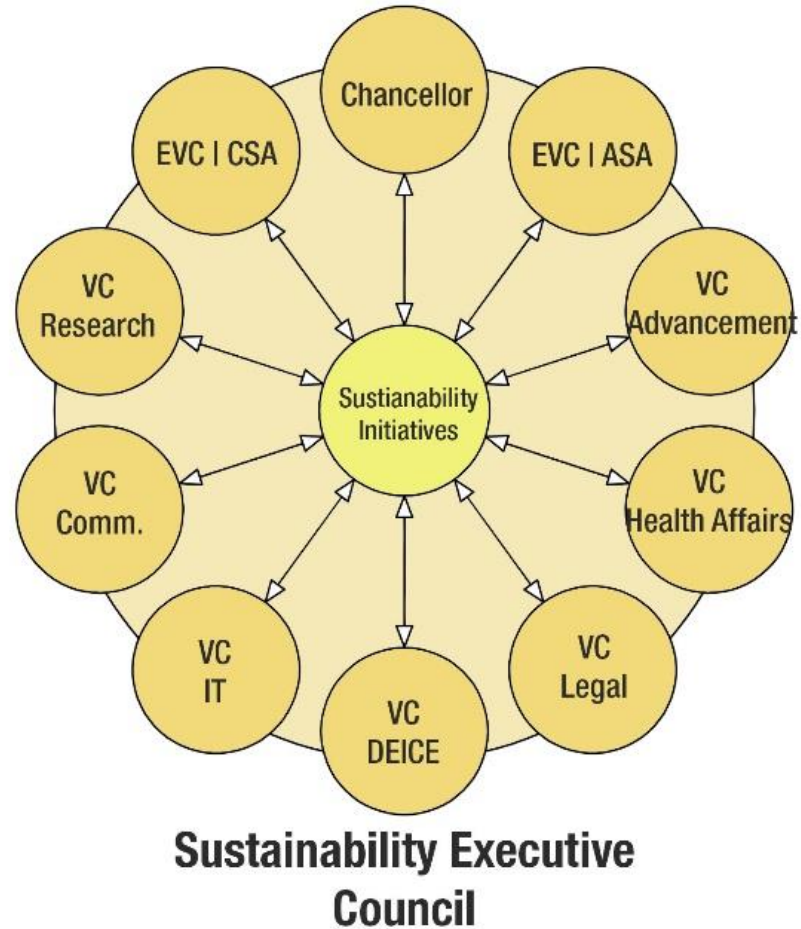 Chancellor
EVC | CSA
EVC | ASA
VC
Research
VC
Advancement
Sustianability
Initiatives
VC
Comm.
VC
Health Affairs
VC
IT
VC
Legal
VC
DEICE
Sustainability Executive
Council